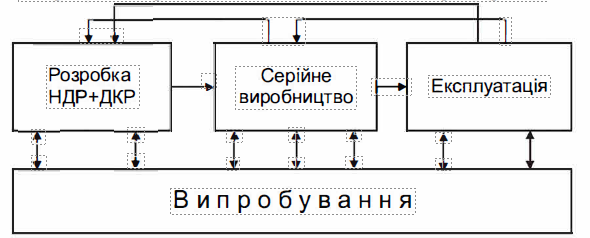 Розробка
НДР+ДКР
Серійне
виробництво
Експлуатація
Випробування